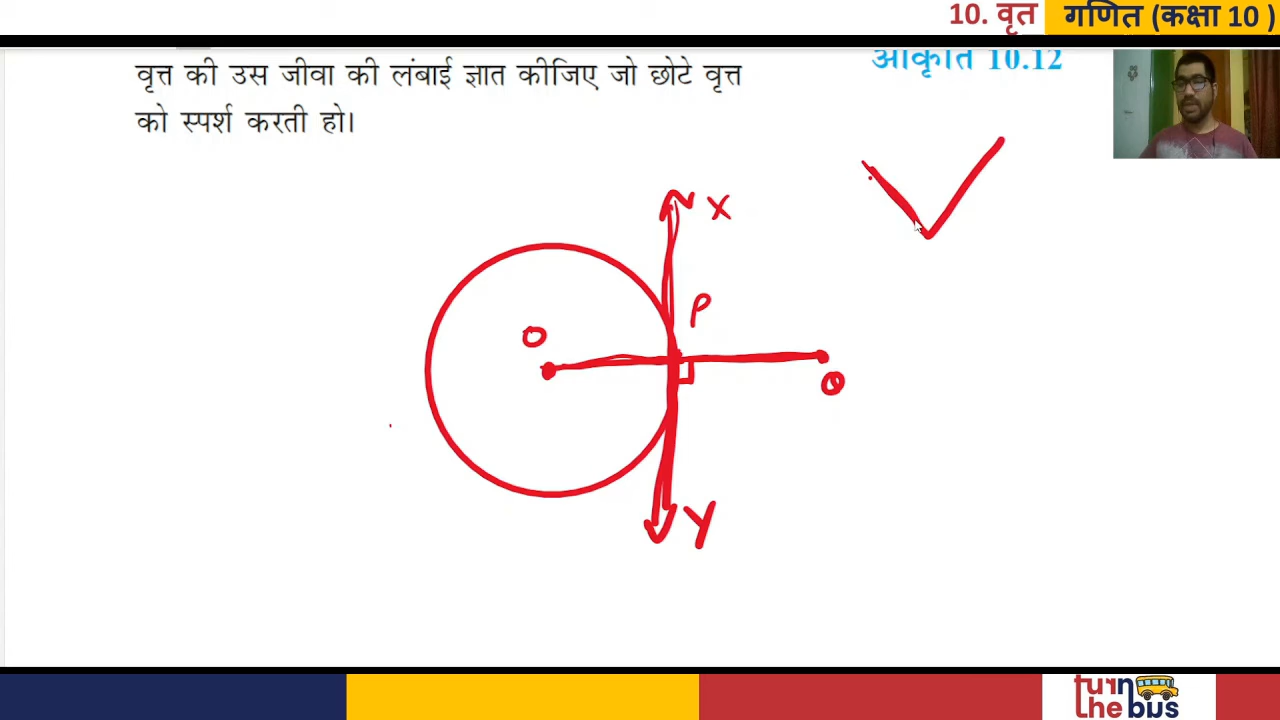 10. वृत
गणित (कक्षा 10 )
आकृति 10.12
वृत्त की उस जीवा की लंबाई ज्ञात कीजिए जो छोटे वृत्त
को स्पर्श करती हो।
X
P
O
Q
Y
turn
the bus